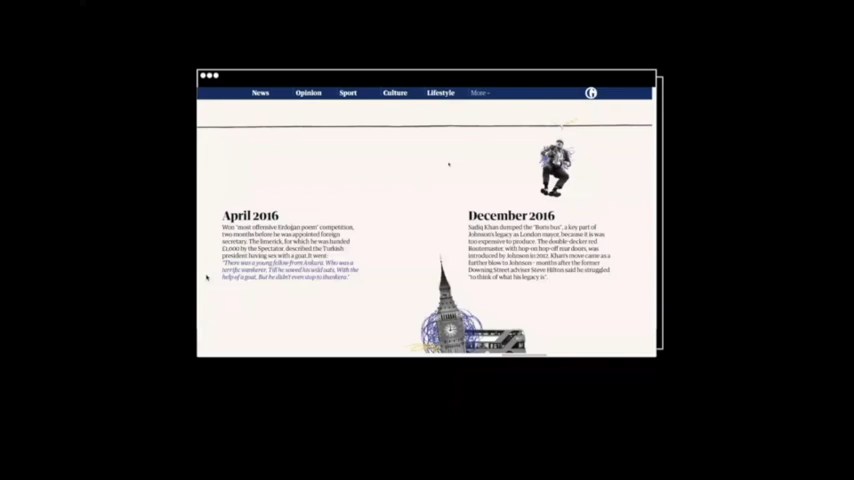 News Opinion Sport Culture Lifestyle More
April 2016
Won "most offensive Erdoğan poem" competition,
two months before he was appointed foreign
secretary. The limerick, for which he was handed
£1,000 by the Spectator, described the Turkish
president having sex with a goat. It went:
"There was a young fellow from Ankara, Who was a
terrific wankerer, Till he sowed his wild oats, With the
help of a goat, But he didn't even stop to thankera."
December 2016
Sadiq Khan dumped the "Boris bus", a key part of
Johnson's legacy as London mayor, because it was
too expensive to produce. The double-decker red
Routemaster, with hop-on hop-off rear doors, was
introduced by Johnson in 2012. Khan's move came as a
further blow to Johnson – months after the former
Downing Street adviser Steve Hilton said he struggled
"to think of what his legacy is".